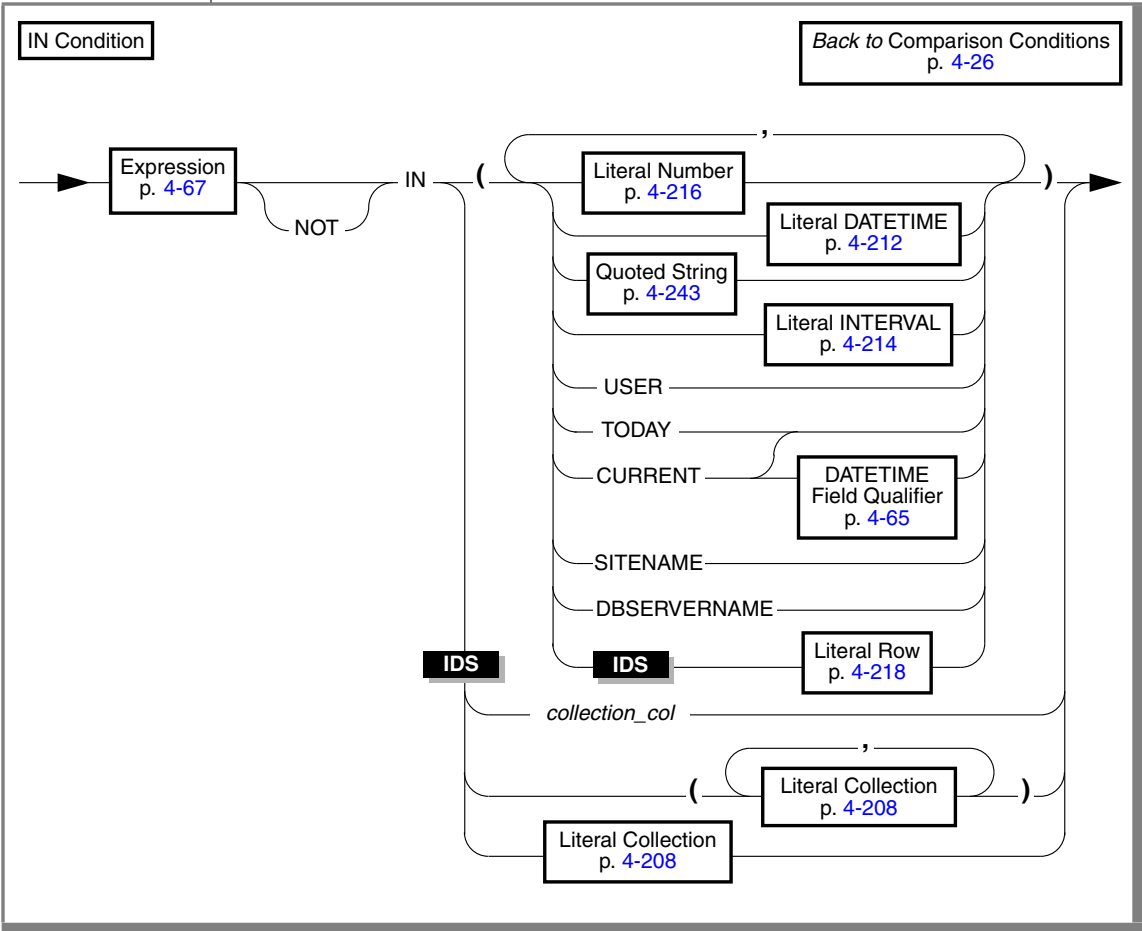 IN Condition
Back to Comparison Conditions
p. 4-26
,
Expression
p. 4-67
NOT
IN
(
Literal Number
p. 4-216
)
Literal DATETIME
p. 4-212
Quoted String
p. 4-243
Literal INTERVAL
p. 4-214
USER
TODAY
CURRENT
DATETIME
Field Qualifier
p. 4-65
SITENAME
DBSERVERNAME
IDS
IDS
Literal Row
p. 4-218
collection_col
,
(
Literal Collection
p. 4-208
)
Literal Collection
p. 4-208